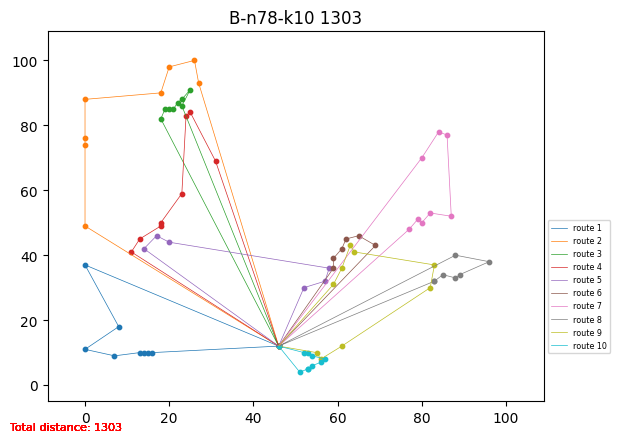 B-n78-k10 1303
100
80
60
40
20
0
0
20
40
60
80
100
route 1
route 2
route 3
route 4
route 5
route 6
route 7
route 8
route 9
route 10
Total distance: 1303